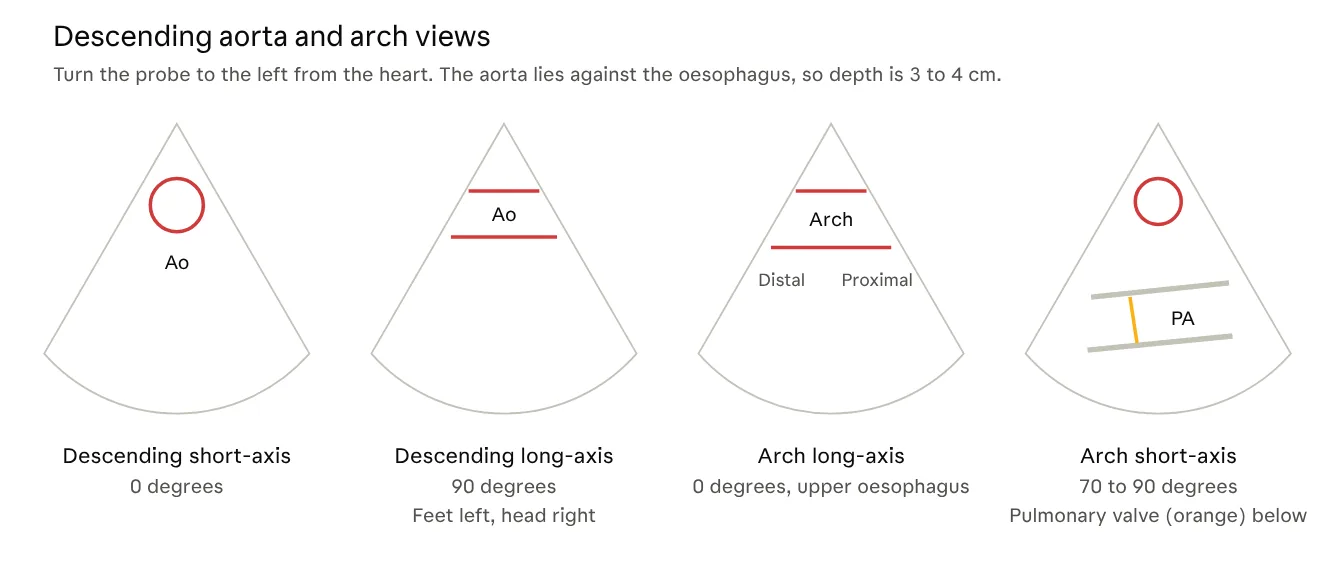 Descending aorta and arch views
Turn the probe to the left from the heart. The aorta lies against the oesophagus, so depth is 3 to 4 cm.
Ao
Ao
Arch
Distal
Proximal
PA
Descending short-axis
0 degrees
Descending long-axis
90 degrees
Feet left, head right
Arch long-axis
0 degrees, upper oesophagus
Arch short-axis
70 to 90 degrees
Pulmonary valve (orange) below